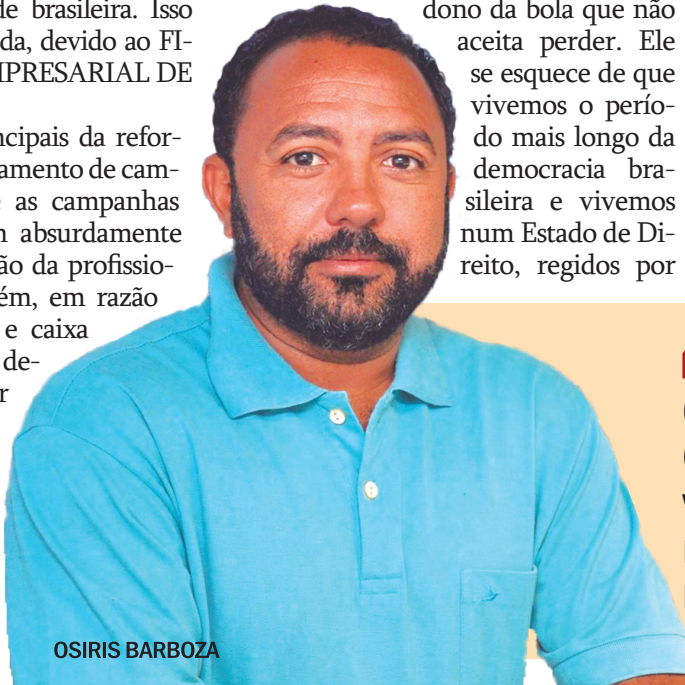 de brasileira. Isso
da, devido ao FI-
MPRESARIAL DE
ncipais da refor-
amento de cam-
e as campanhas
m absurdamente
ão da profissio-
ém, em razão
e caixa
de-
r
dono da bola que não
aceita perder. Ele
se esquece de que
vivemos o perío-
do mais longo da
democracia bra-
sileira e vivemos
num Estado de Di-
reito, regidos por
OSIRIS BARBOZA